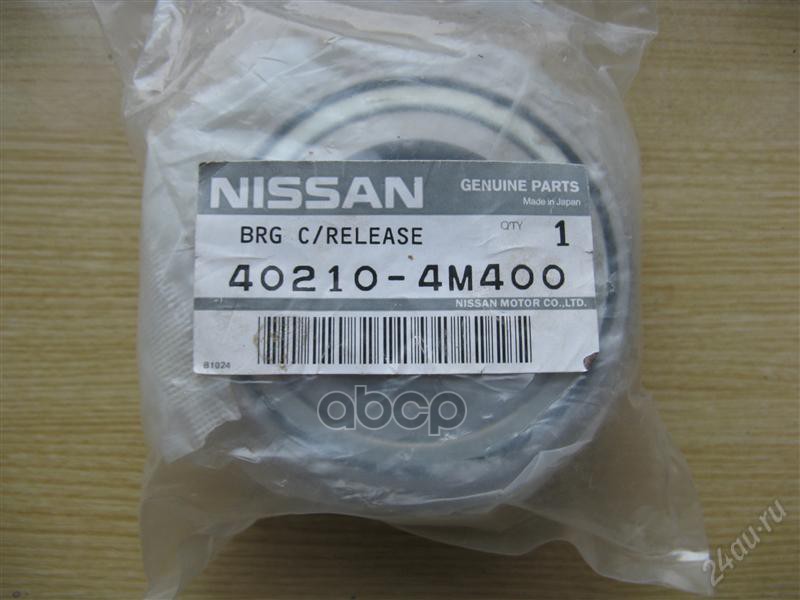 NISSAN
GENUINE PARTS
Made in Japan
BRG C/RELEASE
Q'TY 1
40210-4M400
NISSAN MOTOR CO.,LTD.
81024
abcp
24au.ru